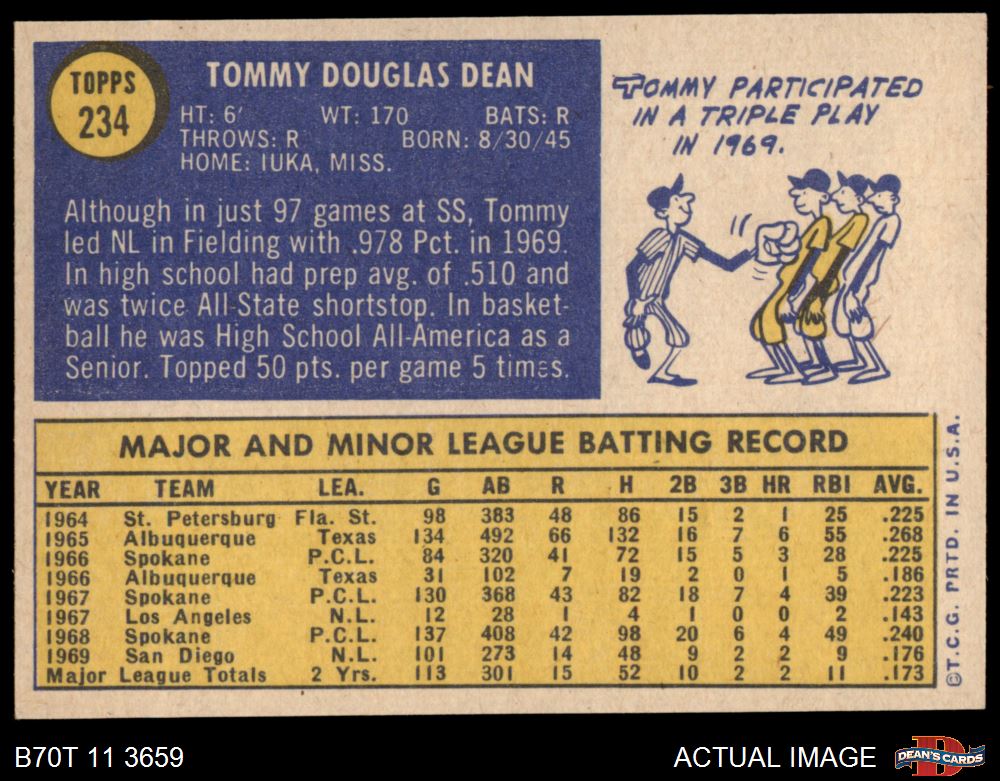 TOPPS
234
TOMMY DOUGLAS DEAN
HT: 6' WT: 170 BATS: R
THROWS: R BORN: 8/30/45
HOME: IUKA, MISS.
Although in just 97 games at SS, Tommy
led NL in Fielding with .978 Pct. in 1969.
In high school had prep avg. of .510 and
was twice All-State shortstop. In basket-
ball he was High School All-America as a
Senior. Topped 50 pts. per game 5 times.
TOMMY PARTICIPATED
IN A TRIPLE PLAY
IN 1969.
MAJOR AND MINOR LEAGUE BATTING RECORD
YEAR TEAM LEA. G AB R H 2B 3B HR RBI AVG.
1964 St. Petersburg Fla. St. 98 383 48 86 15 2 1 25 .225
1965 Albuquerque Texas 134 492 66 132 16 7 6 55 .268
1966 Spokane P.C.L. 84 320 41 72 15 5 3 28 .225
1966 Albuquerque Texas 31 102 7 19 2 0 1 5 .186
1967 Spokane P.C.L. 130 368 43 82 18 7 4 39 .223
1967 Los Angeles N.L. 12 28 1 4 1 0 0 2 .143
1968 Spokane P.C.L. 137 408 42 98 20 6 4 49 .240
1969 San Diego N.L. 101 273 14 48 9 2 2 9 .176
Major League Totals 2 Yrs. 113 301 15 52 10 2 2 11 .173
©T.C.G. PRTD. IN U.S.A.
B70T 11 3659
ACTUAL IMAGE
D
DEAN'S CARDS